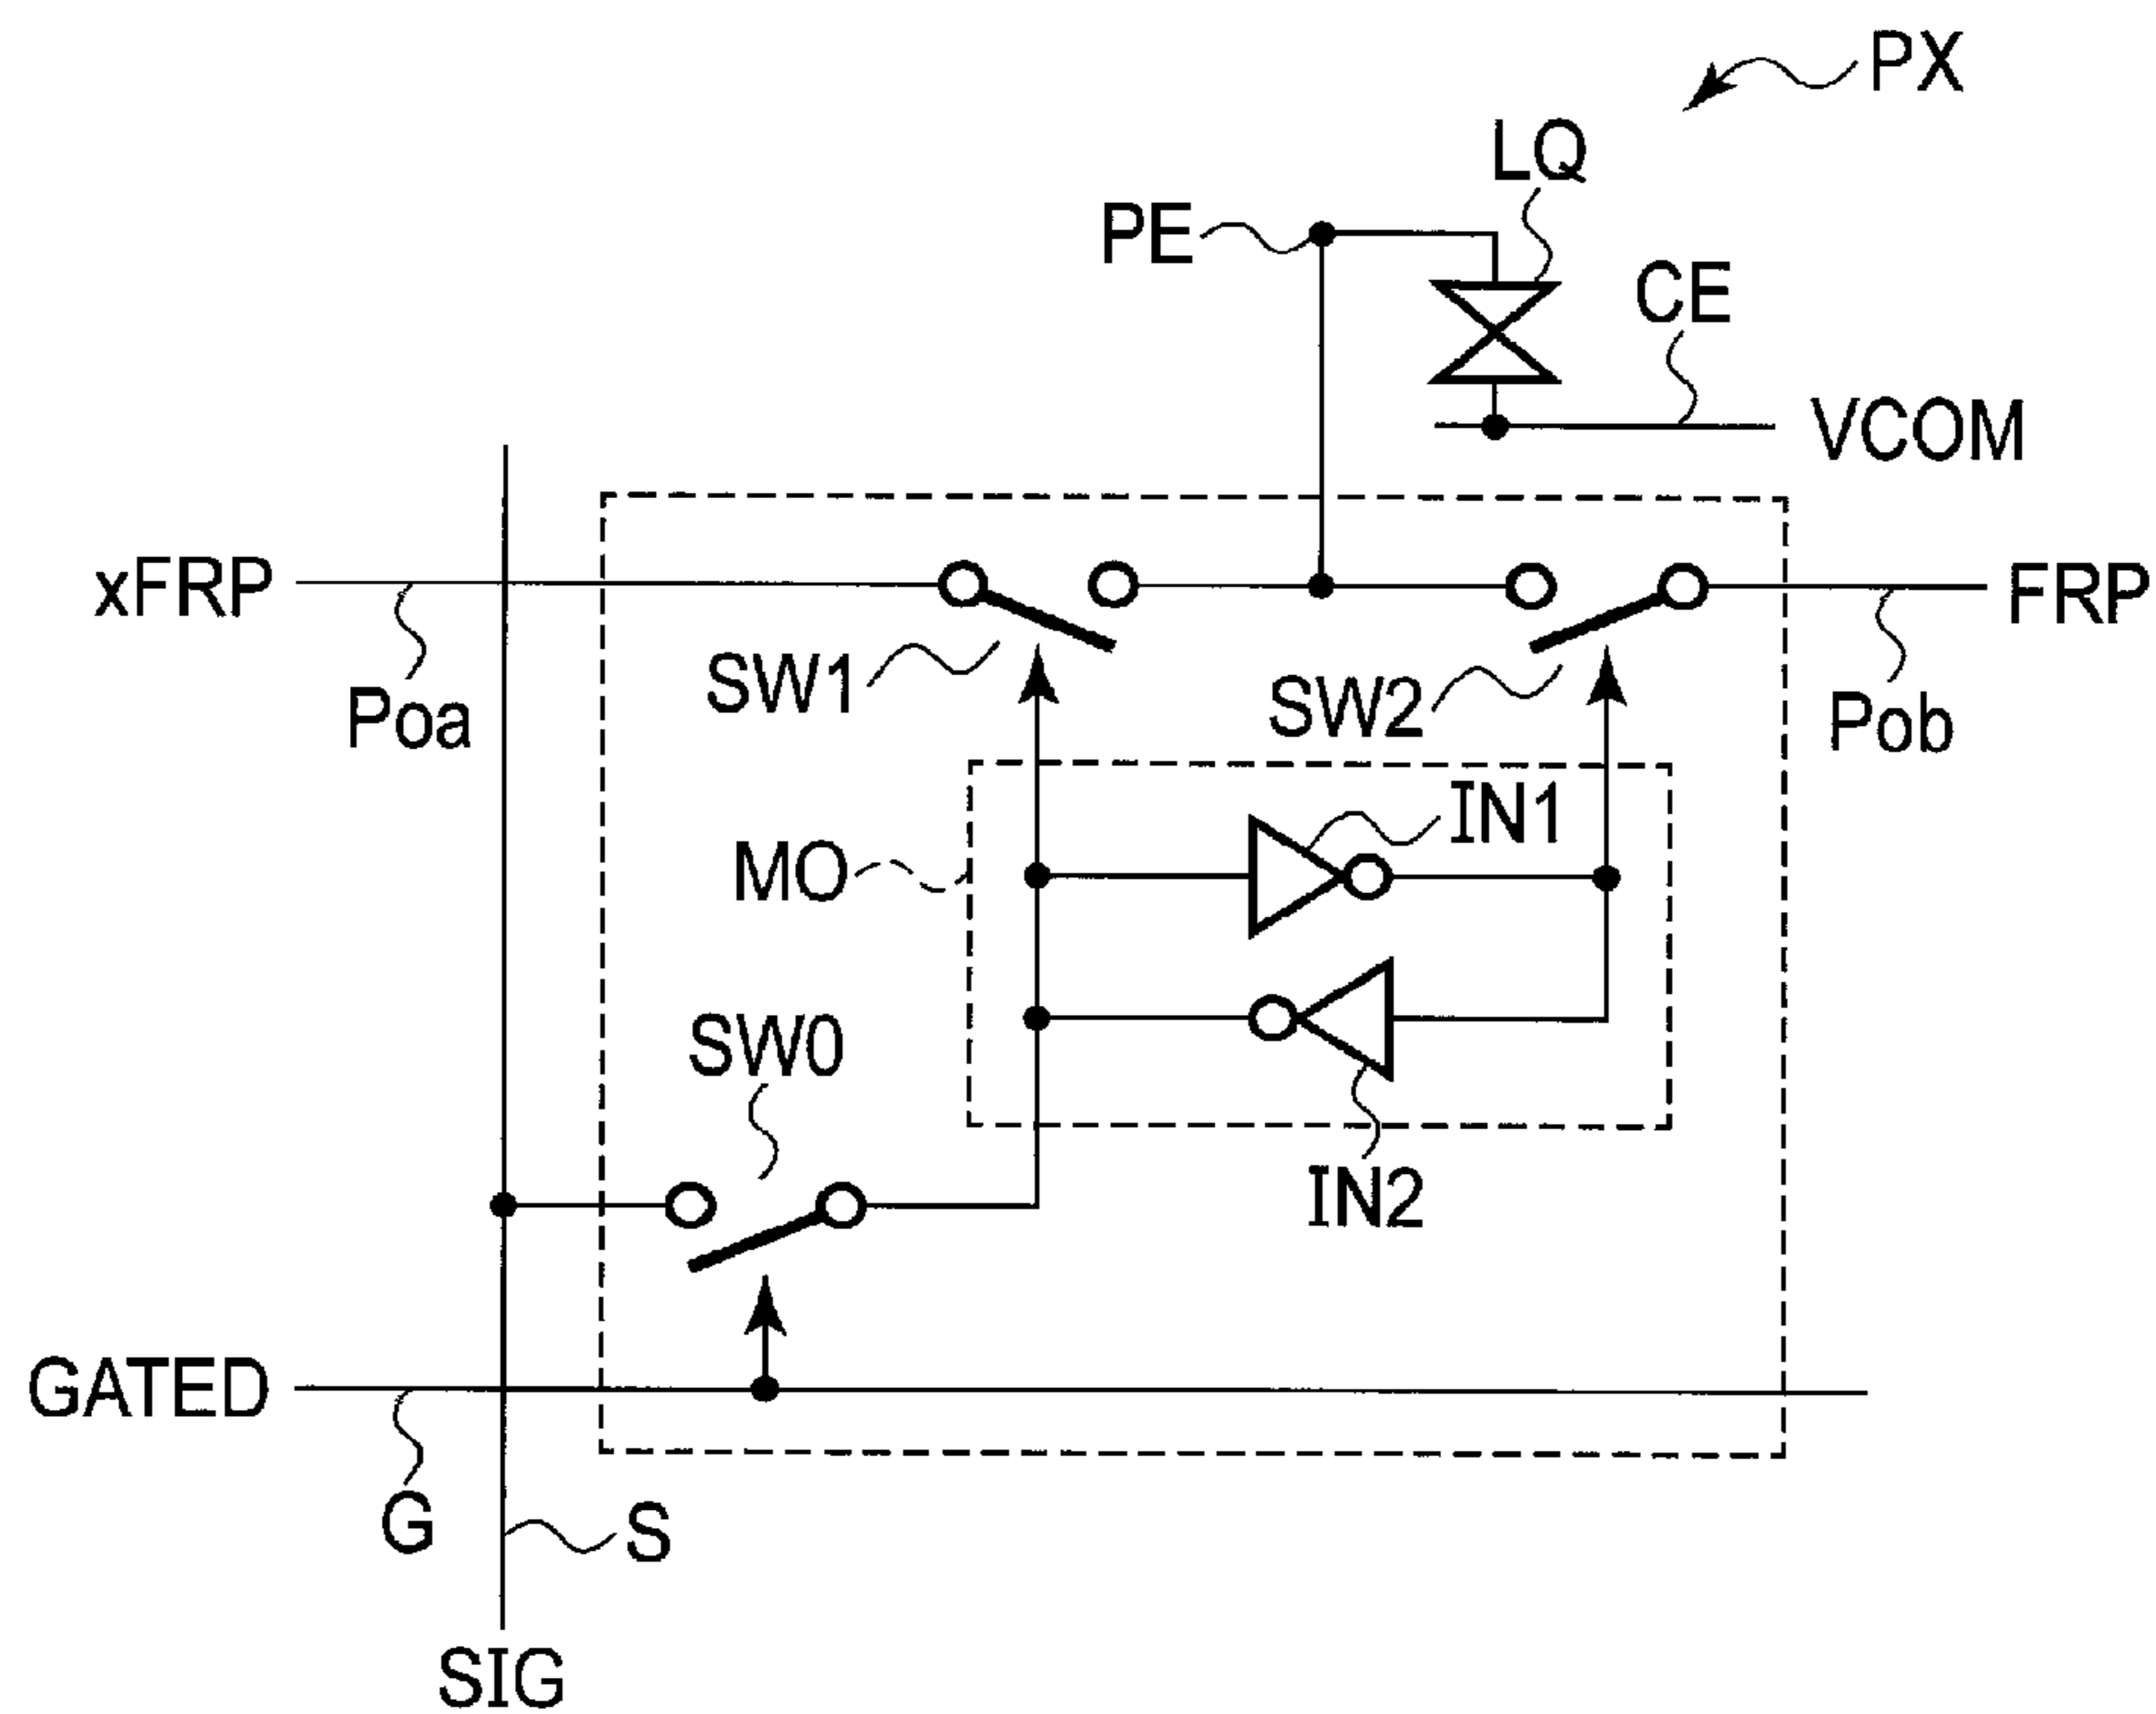 PX
LQ
PE
CE
VCOM
xFRP
FRP
SW1
SW2
Poa
Pob
IN1
MO
SW0
IN2
GATED
G
S
SIG